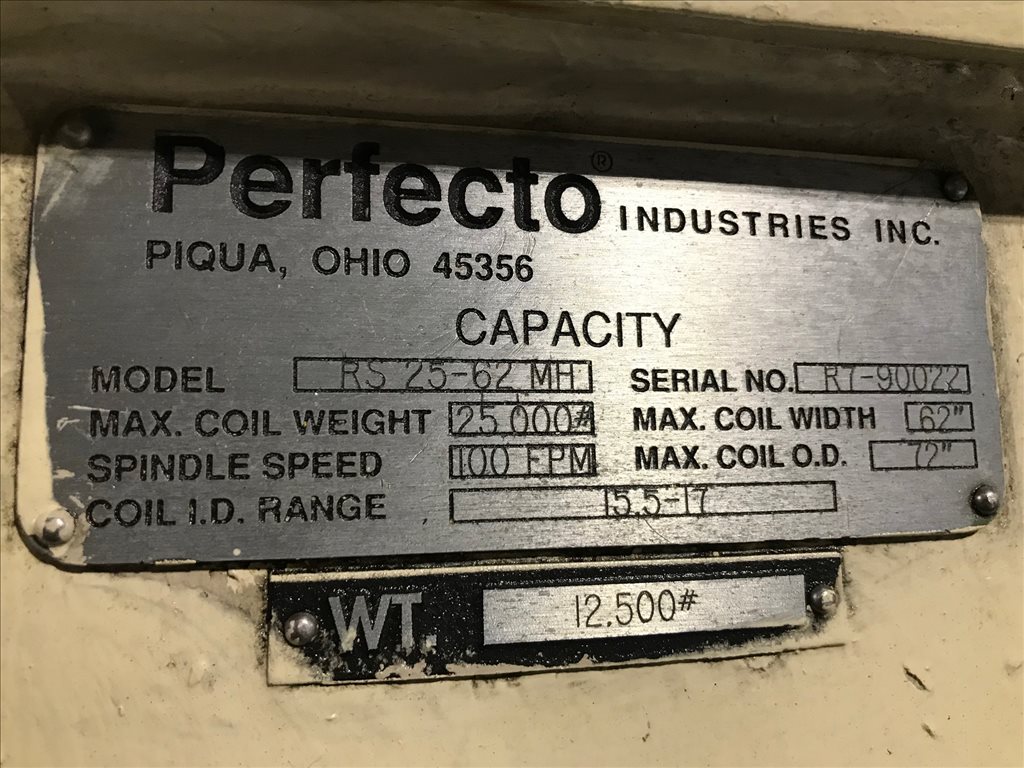 Perfecto® INDUSTRIES INC.
PIQUA, OHIO 45356
CAPACITY
MODEL RS 25-62 MH SERIAL NO. R7-90022
MAX. COIL WEIGHT 25,000# MAX. COIL WIDTH 62"
SPINDLE SPEED 100 FPM MAX. COIL O.D. 72"
COIL I.D. RANGE 15.5-17
WT. 12,500#